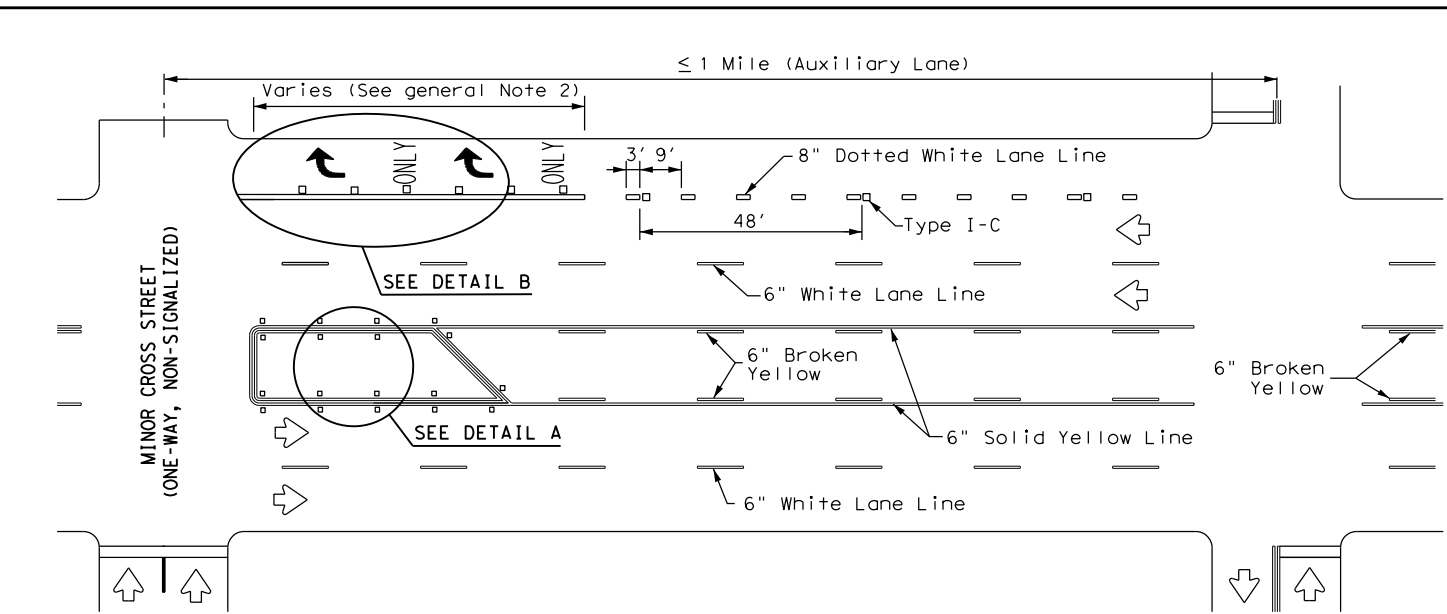 ≤ 1 Mile (Auxiliary Lane)
Varies (See general Note 2)
ONLY
ONLY
3' 9'
8" Dotted White Lane Line
48'
Type I-C
SEE DETAIL B
6" White Lane Line
MINOR CROSS STREET
(ONE-WAY, NON-SIGNALIZED)
6" Broken
Yellow
6" Broken
Yellow
SEE DETAIL A
6" Solid Yellow Line
6" White Lane Line